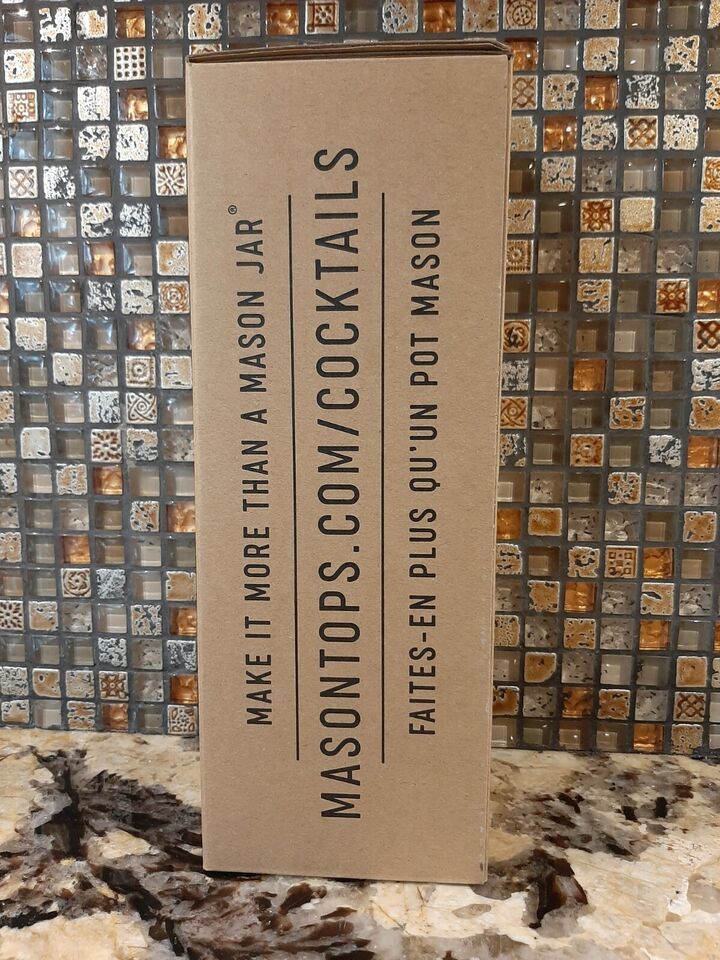 MAKE IT MORE THAN A MASON JAR®
MASONTOPS.COM/COCKTAILS
FAITES-EN PLUS QU'UN POT MASON